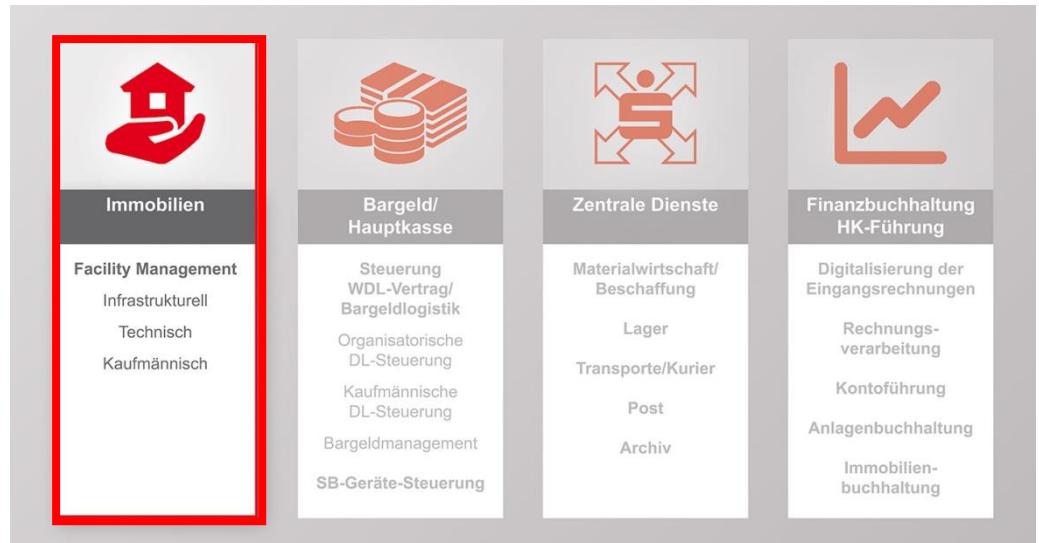 Immobilien
Facility Management
Infrastrukturell
Technisch
Kaufmännisch
Bargeld/
Hauptkasse
Steuerung
WDL-Vertrag/
Bargeldlogistik
Organisatorische
DL-Steuerung
Kaufmännische
DL-Steuerung
Bargeldmanagement
SB-Geräte-Steuerung
Zentrale Dienste
Materialwirtschaft/
Beschaffung
Lager
Transporte/Kurier
Post
Archiv
Finanzbuchhaltung
HK-Führung
Digitalisierung der
Eingangsrechnungen
Rechnungs-
verarbeitung
Kontoführung
Anlagenbuchhaltung
Immobilien-
buchhaltung